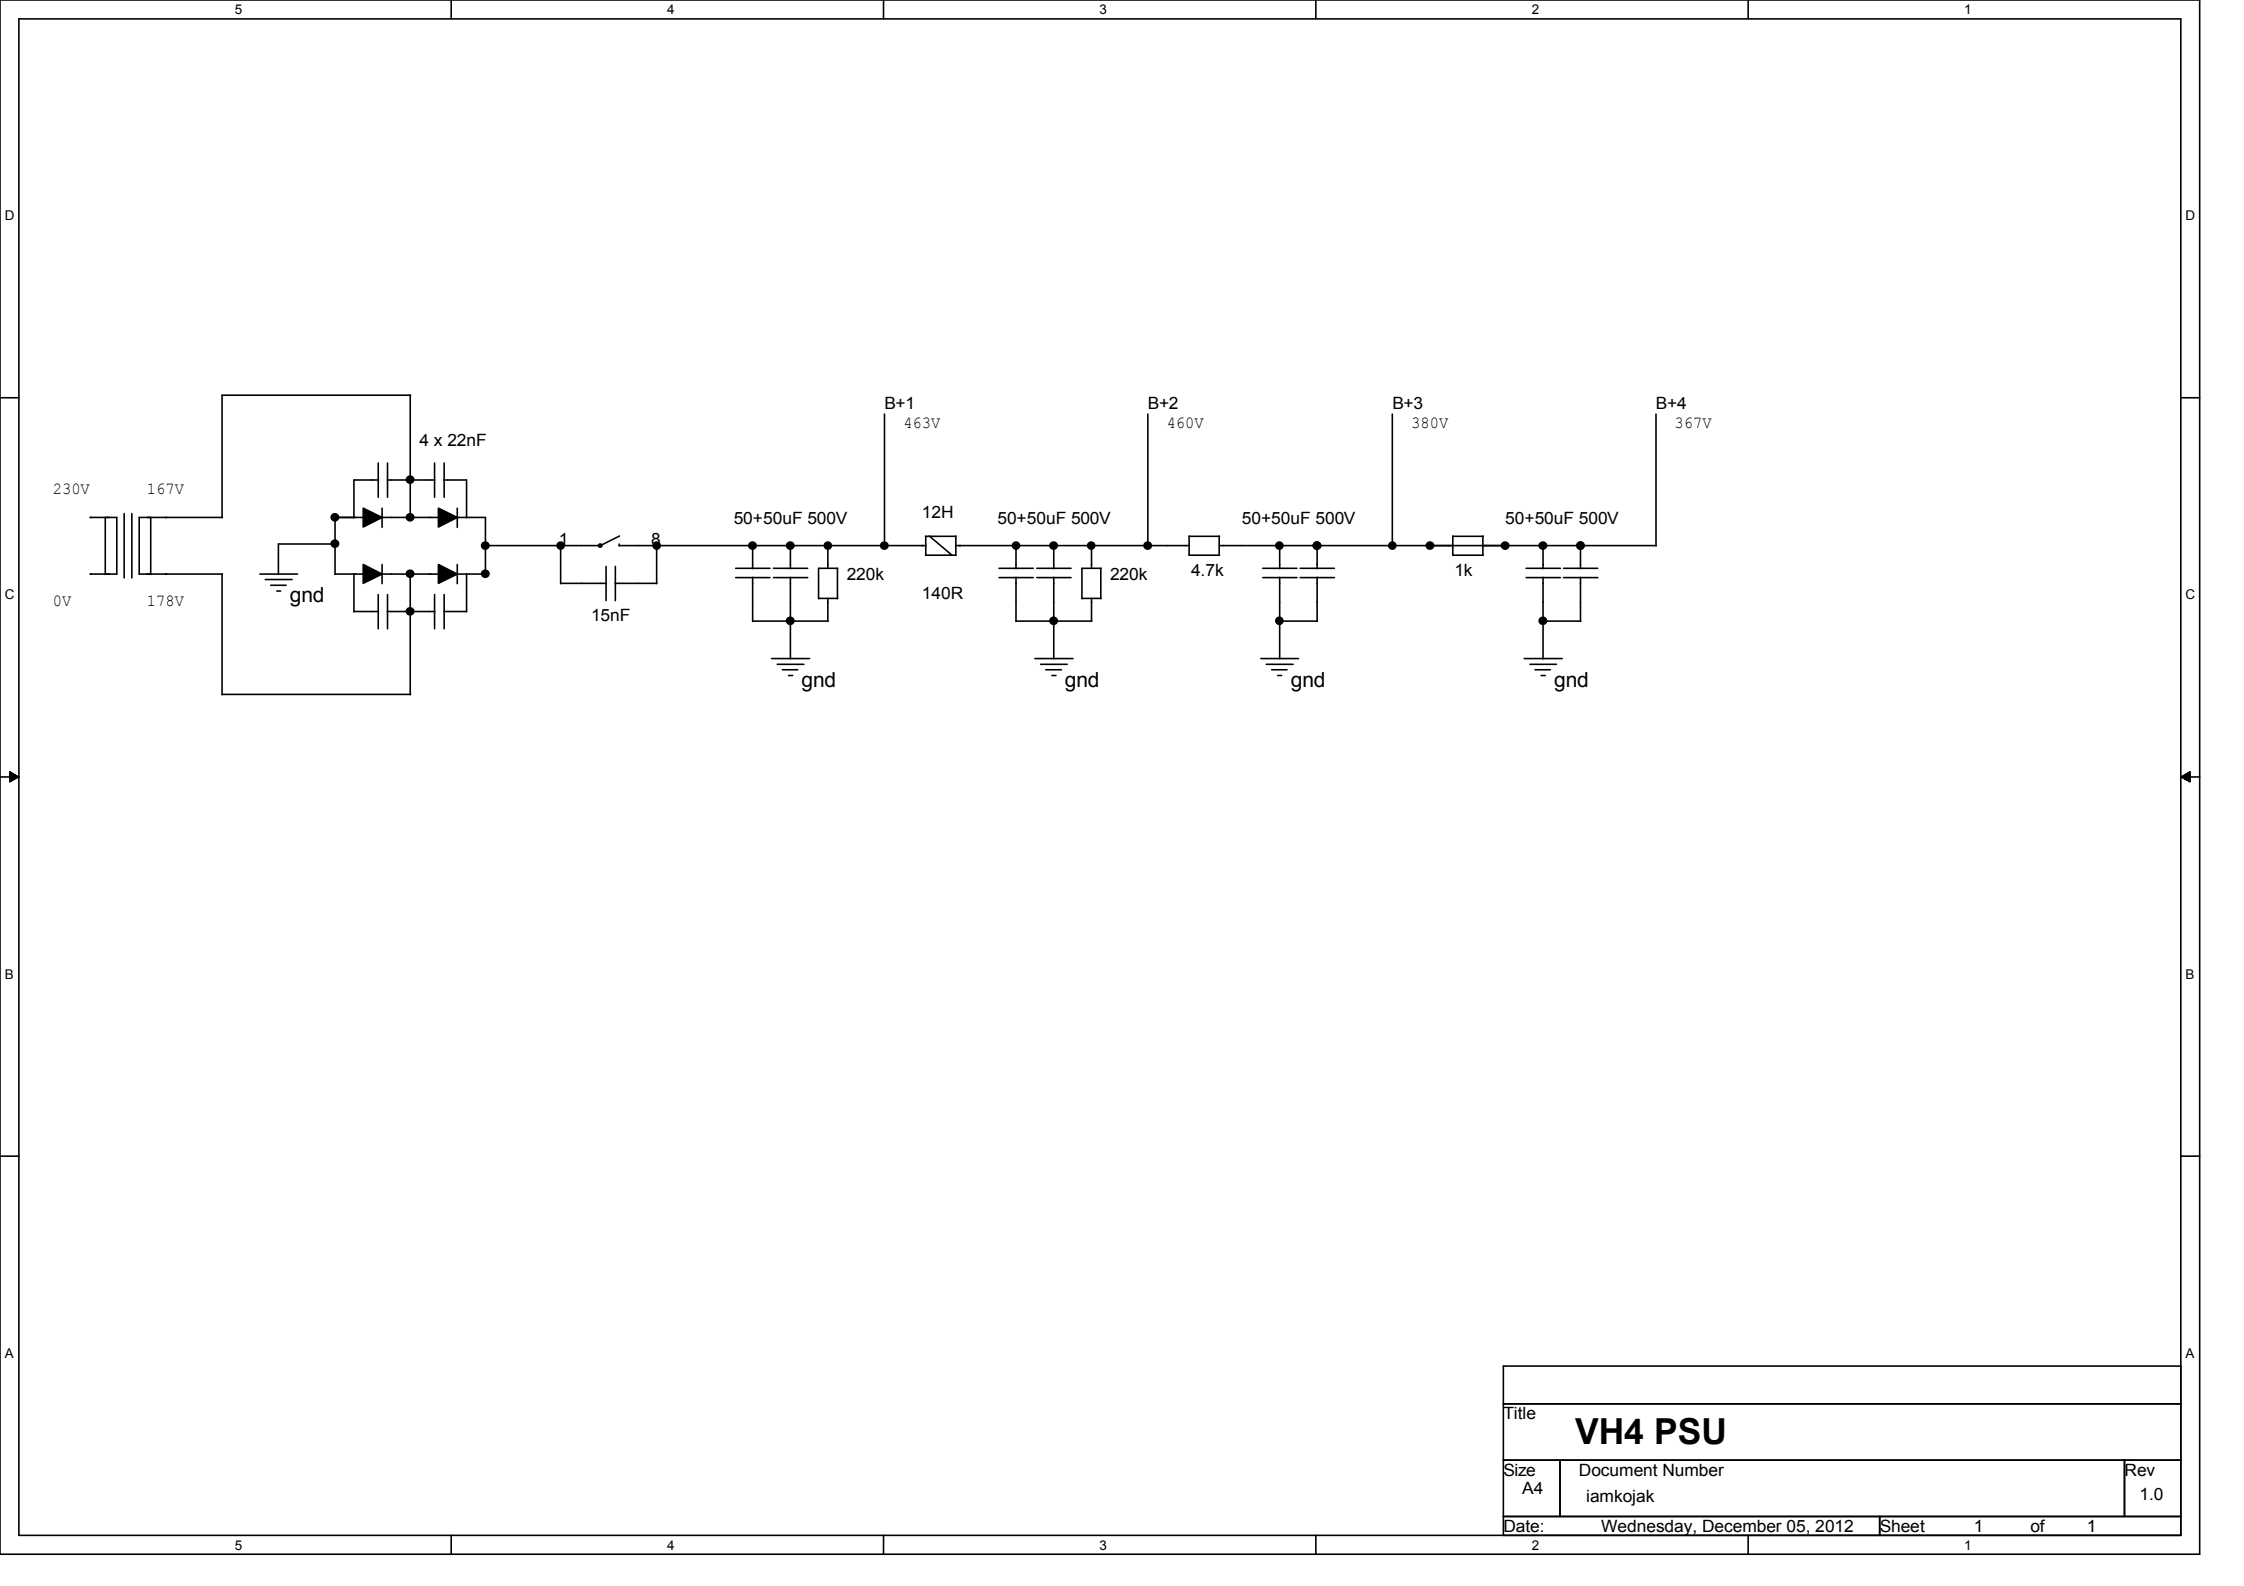 5 4 3 2 1
D D
B+1 B+2 B+3 B+4
463V 460V 380V 367V
4 x 22nF
230V 167V
12H
50+50uF 500V 50+50uF 500V 50+50uF 500V 50+50uF 500V
1 8
220k 220k 4.7k 1k
C 0V 178V gnd 140R C
15nF
gnd gnd gnd gnd
B B
A A
Title VH4 PSU
Size Document Number Rev
A4 iamkojak 1.0
Date: Wednesday, December 05, 2012 Sheet 1 of 1
5 4 3 2 1